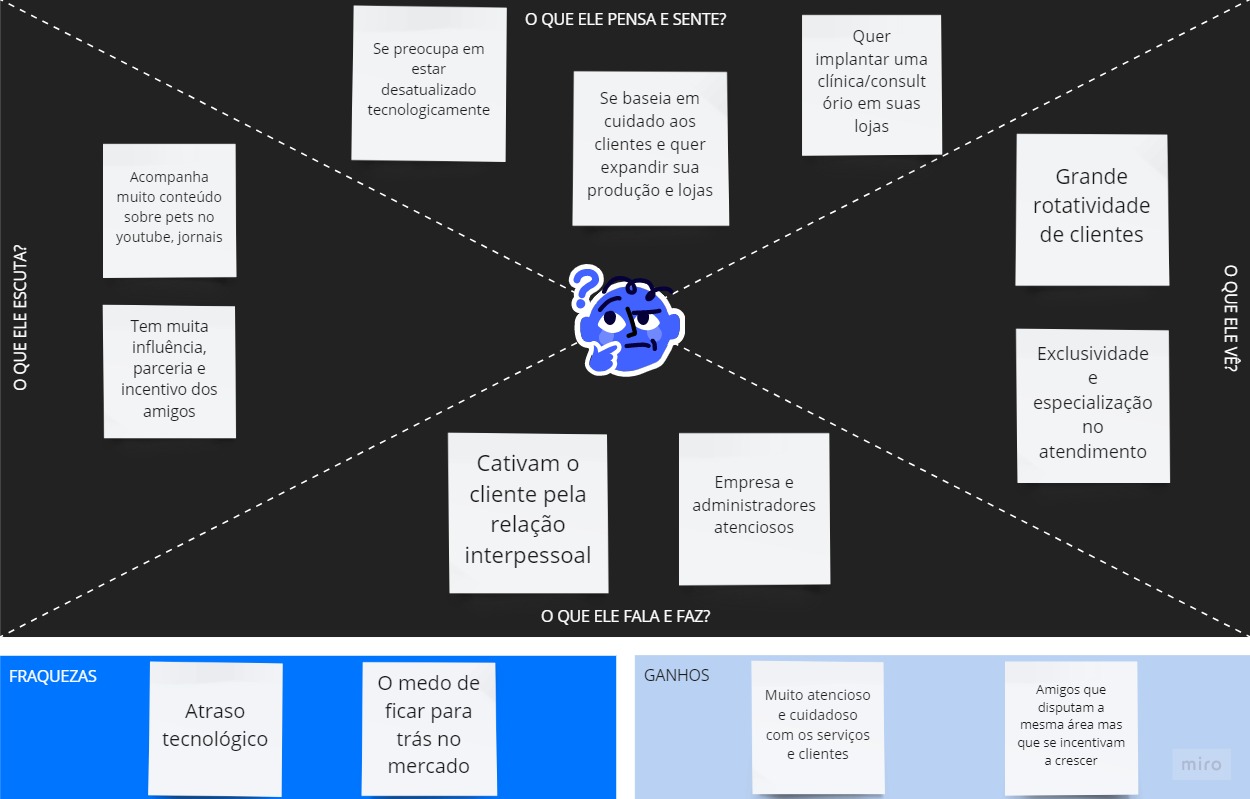 O QUE ELE PENSA E SENTE?
Se preocupa em
estar
desatualizado
tecnologicamente
Se baseia em
cuidado aos
clientes e quer
expandir sua
produção e lojas
Quer
implantar uma
clínica/consult
ório em suas
lojas
O QUE ELE ESCUTA?
Acompanha
muito conteúdo
sobre pets no
youtube, jornais
Tem muita
influência,
parceria e
incentivo dos
amigos
?
O QUE ELE VÊ?
Grande
rotatividade
de clientes
Exclusividade
e
especialização
no
atendimento
Cativam o
cliente pela
relação
interpessoal
Empresa e
administradores
atenciosos
O QUE ELE FALA E FAZ?
FRAQUEZAS
Atraso
tecnológico
O medo de
ficar para
trás no
mercado
GANHOS
Muito atencioso
e cuidadoso
com os serviços
e clientes
Amigos que
disputam a
mesma área mas
que se incentivam
a crescer
miro